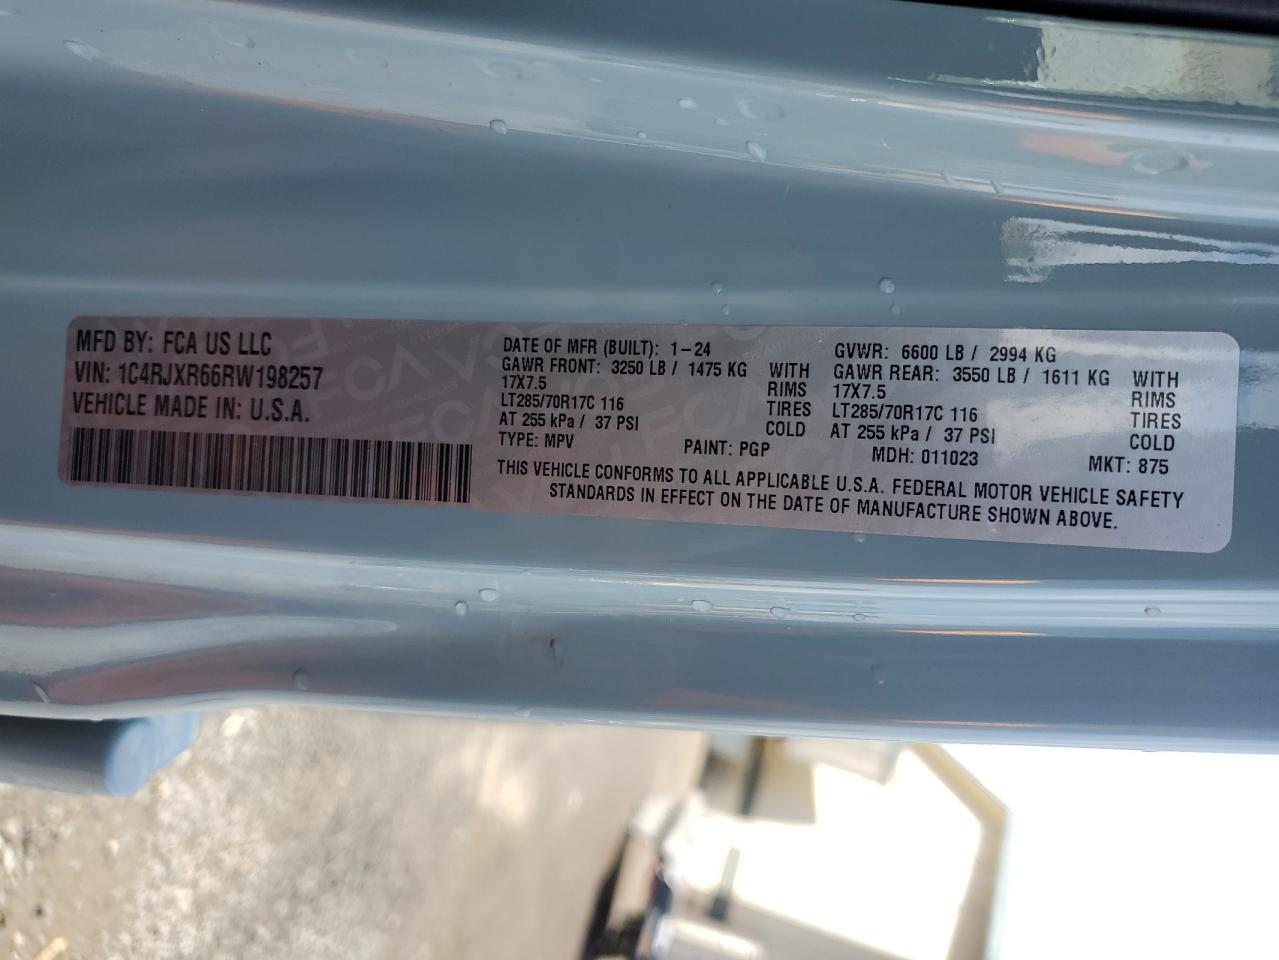 MFD BY: FCA US LLC
VIN: 1C4RJXR66RW198257
VEHICLE MADE IN: U.S.A.
DATE OF MFR (BUILT): 1-24
GAWR FRONT: 3250 LB / 1475 KG WITH
17X7.5 RIMS
LT285/70R17C 116 TIRES
AT 255 kPa / 37 PSI COLD
TYPE: MPV PAINT: PGP
GVWR: 6600 LB / 2994 KG
GAWR REAR: 3550 LB / 1611 KG WITH
17X7.5 RIMS
LT285/70R17C 116 TIRES
AT 255 kPa / 37 PSI COLD
MDH: 011023 MKT: 875
THIS VEHICLE CONFORMS TO ALL APPLICABLE U.S.A. FEDERAL MOTOR VEHICLE SAFETY
STANDARDS IN EFFECT ON THE DATE OF MANUFACTURE SHOWN ABOVE.